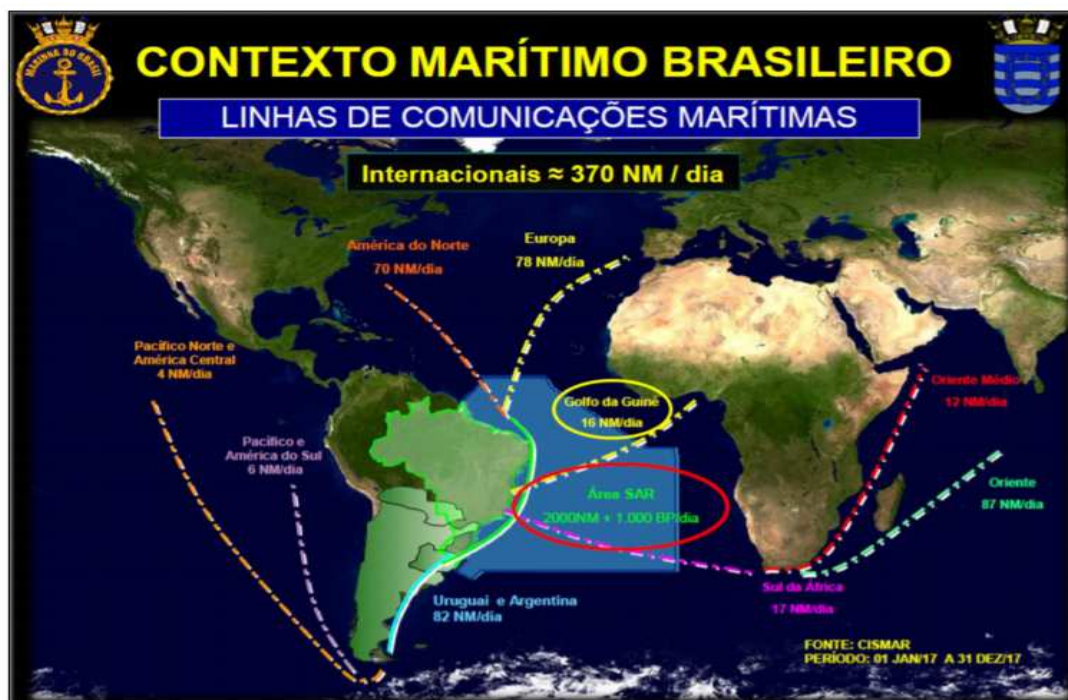 MARINHA DO BRASIL
CONTEXTO MARÍTIMO BRASILEIRO
LINHAS DE COMUNICAÇÕES MARÍTIMAS
Internacionais ≈ 370 NM / dia
América do Norte
70 NM/dia
Europa
78 NM/dia
Pacífico Norte e
América Central
4 NM/dia
Golfo da Guiné
16 NM/dia
Oriente Médio
12 NM/dia
Pacífico e
América do Sul
6 NM/dia
Área SAR
2000NM + 1.000 BP/dia
Oriente
87 NM/dia
Uruguai e Argentina
82 NM/dia
Sul da África
17 NM/dia
FONTE: CISMAR
PERÍODO: 01 JAN/17 A 31 DEZ/17